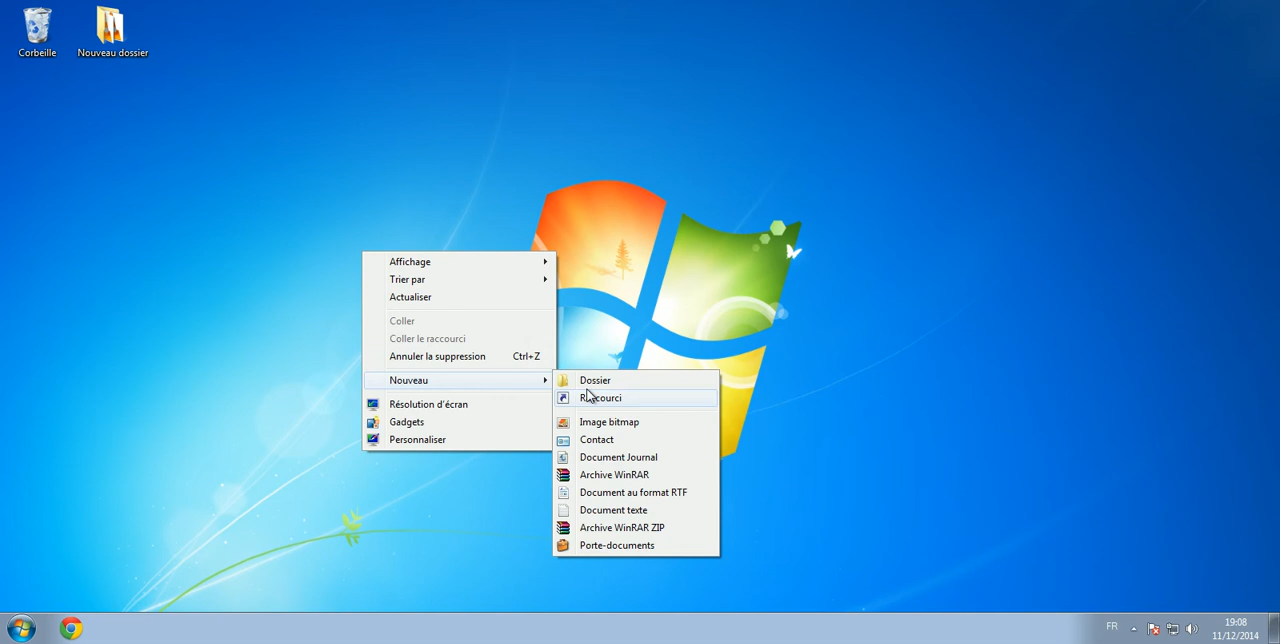 Corbeille
Nouveau dossier
Affichage
Trier par
Actualiser
Coller
Coller le raccourci
Annuler la suppression Ctrl+Z
Nouveau
Résolution d'écran
Gadgets
Personnaliser
Dossier
Raccourci
Image bitmap
Contact
Document Journal
Archive WinRAR
Document au format RTF
Document texte
Archive WinRAR ZIP
Porte-documents
FR
19:08
11/12/2014